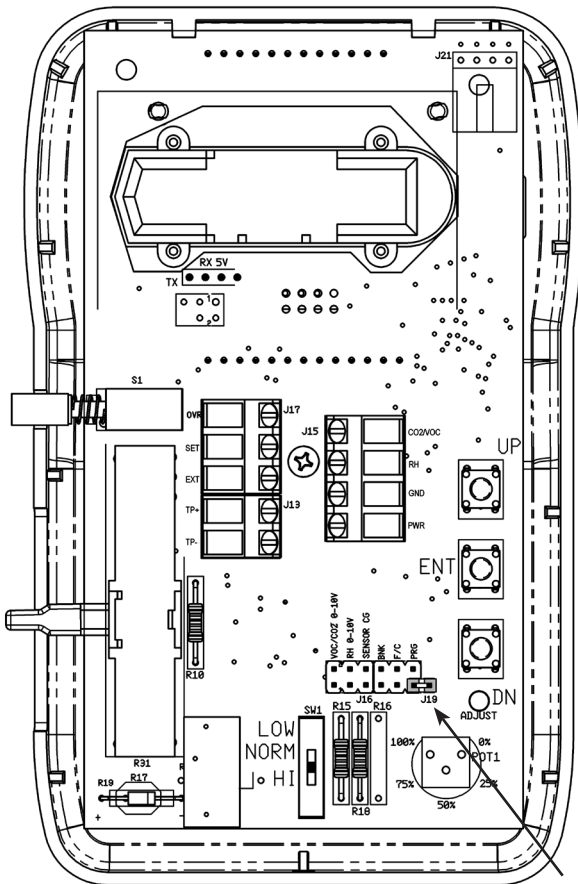 J21
RX 5V
TX
1
2
S1
OVR
J17
SET
EXT
J13
TP+
TP-
J15
CO2/VOC
RH
GND
PWR
UP
ENT
DN
VOC/CO2 0-10V
RH 0-10V
SENSOR CG
BNK
F/C
PRG
J16
J19
ADJUST
R10
SW1
LOW
NORM
HI
R15
R16
R18
100%
0%
POT1
75%
25%
50%
R31
R
R19
R17
+
-